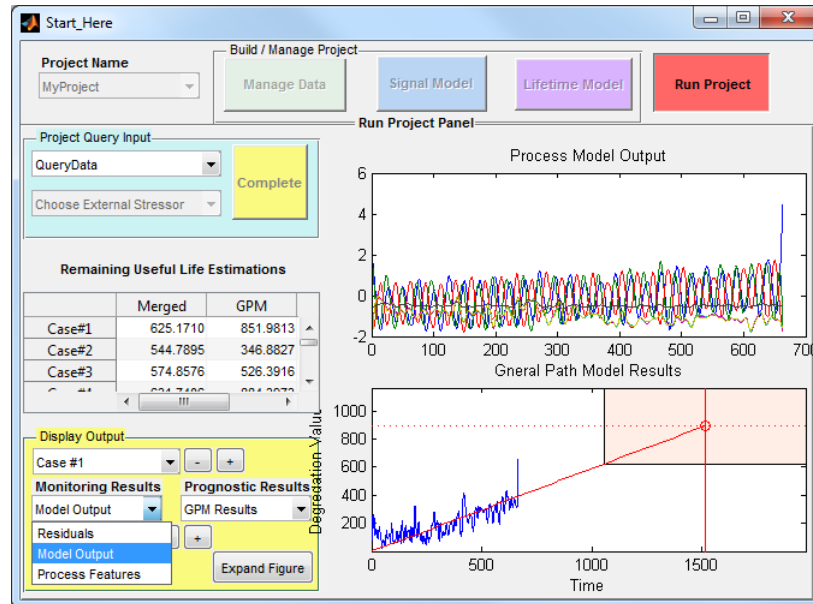 Start_Here
Project Name
MyProject
Build / Manage Project
Manage Data
Signal Model
Lifetime Model
Run Project
Run Project Panel
Project Query Input
QueryData
Choose External Stressor
Complete
Remaining Useful Life Estimations
Merged GPM
Case#1 625.1710 851.9813
Case#2 544.7895 346.8827
Case#3 574.8576 526.3916
Display Output
Case #1 - +
Monitoring Results Prognostic Results
Model Output GPM Results
Residuals
Model Output
Process Features
+
Expand Figure
Process Model Output
6
4
2
0
-2
0 100 200 300 400 500 600 700
Gneral Path Model Results
Degredation Value
1000
800
600
400
200
0 500 1000 1500
Time